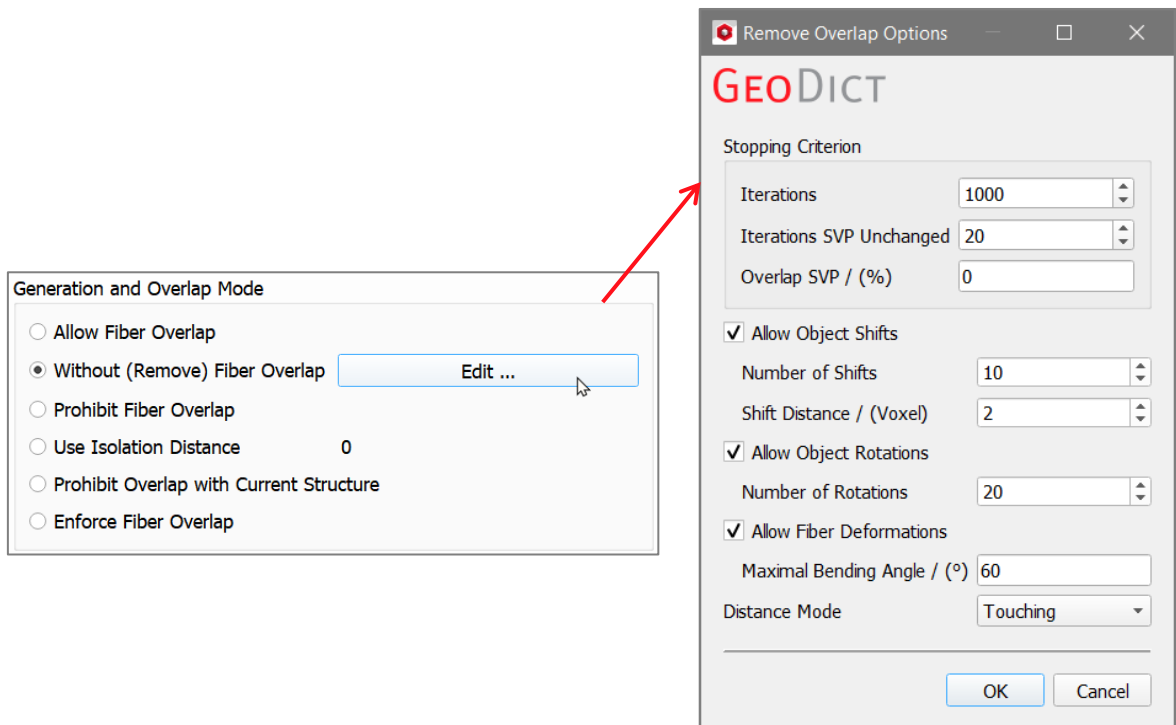 Generation and Overlap Mode
Allow Fiber Overlap
Without (Remove) Fiber Overlap Edit ...
Prohibit Fiber Overlap
Use Isolation Distance 0
Prohibit Overlap with Current Structure
Enforce Fiber Overlap
Remove Overlap Options
GEODICT
Stopping Criterion
Iterations 1000
Iterations SVP Unchanged 20
Overlap SVP / (%) 0
Allow Object Shifts
Number of Shifts 10
Shift Distance / (Voxel) 2
Allow Object Rotations
Number of Rotations 20
Allow Fiber Deformations
Maximal Bending Angle / (º) 60
Distance Mode Touching
OK Cancel